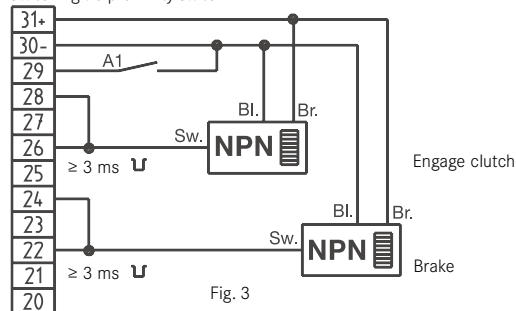 31+
30-
29
28
27
26
25
24
23
22
21
20
A1
Bl.
Br.
Sw.
NPN
≥ 3 ms
Engage clutch
Bl.
Br.
Sw.
NPN
≥ 3 ms
Brake
Fig. 3